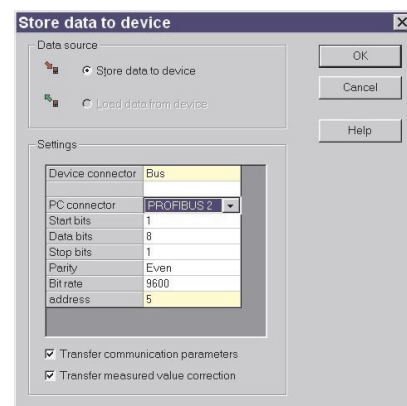 Store data to device
Data source
Store data to device
Load data from device
OK
Cancel
Help
Settings
Device connector Bus
PC connector PROFIBUS 2
Start bits 1
Data bits 8
Stop bits 1
Parity Even
Bit rate 9600
address 5
Transfer communication parameters
Transfer measured value correction